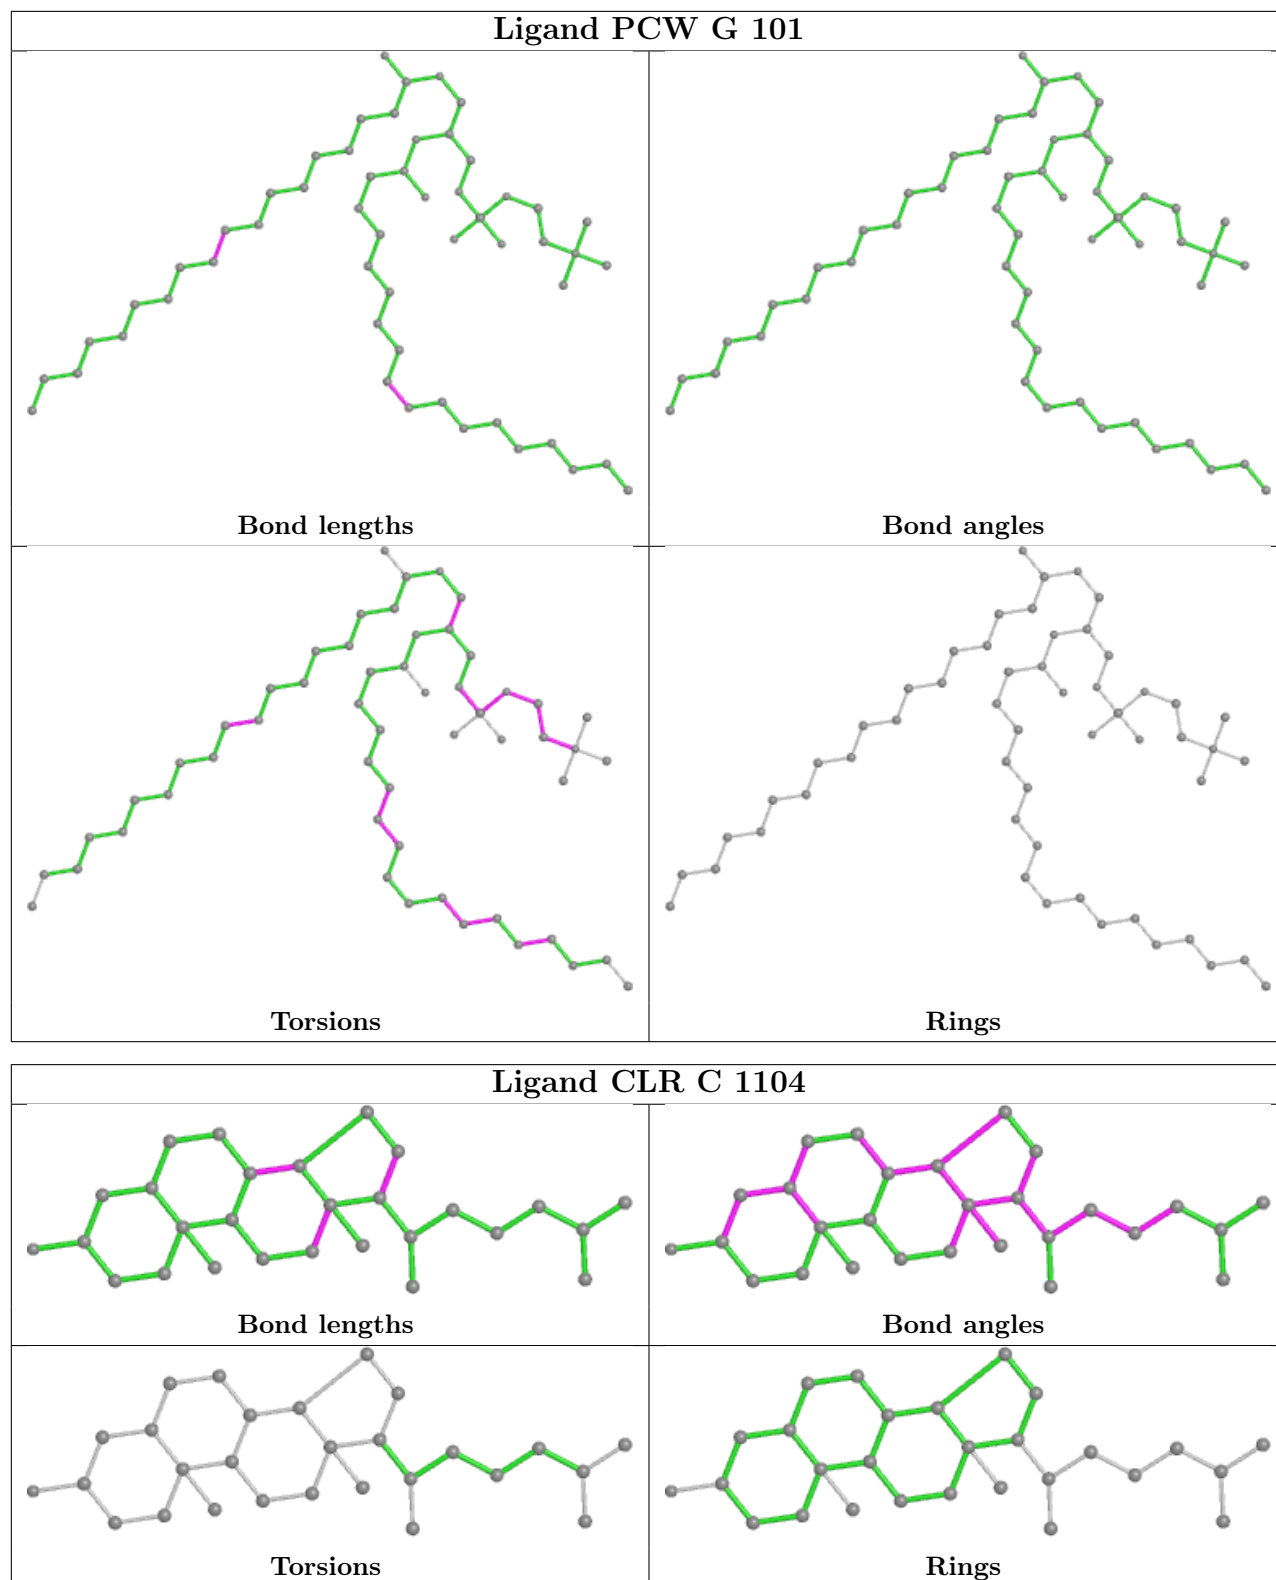 Ligand PCW G 101
Bond lengths
Bond angles
Torsions
Rings
Ligand CLR C 1104
Bond lengths
Bond angles
Torsions
Rings